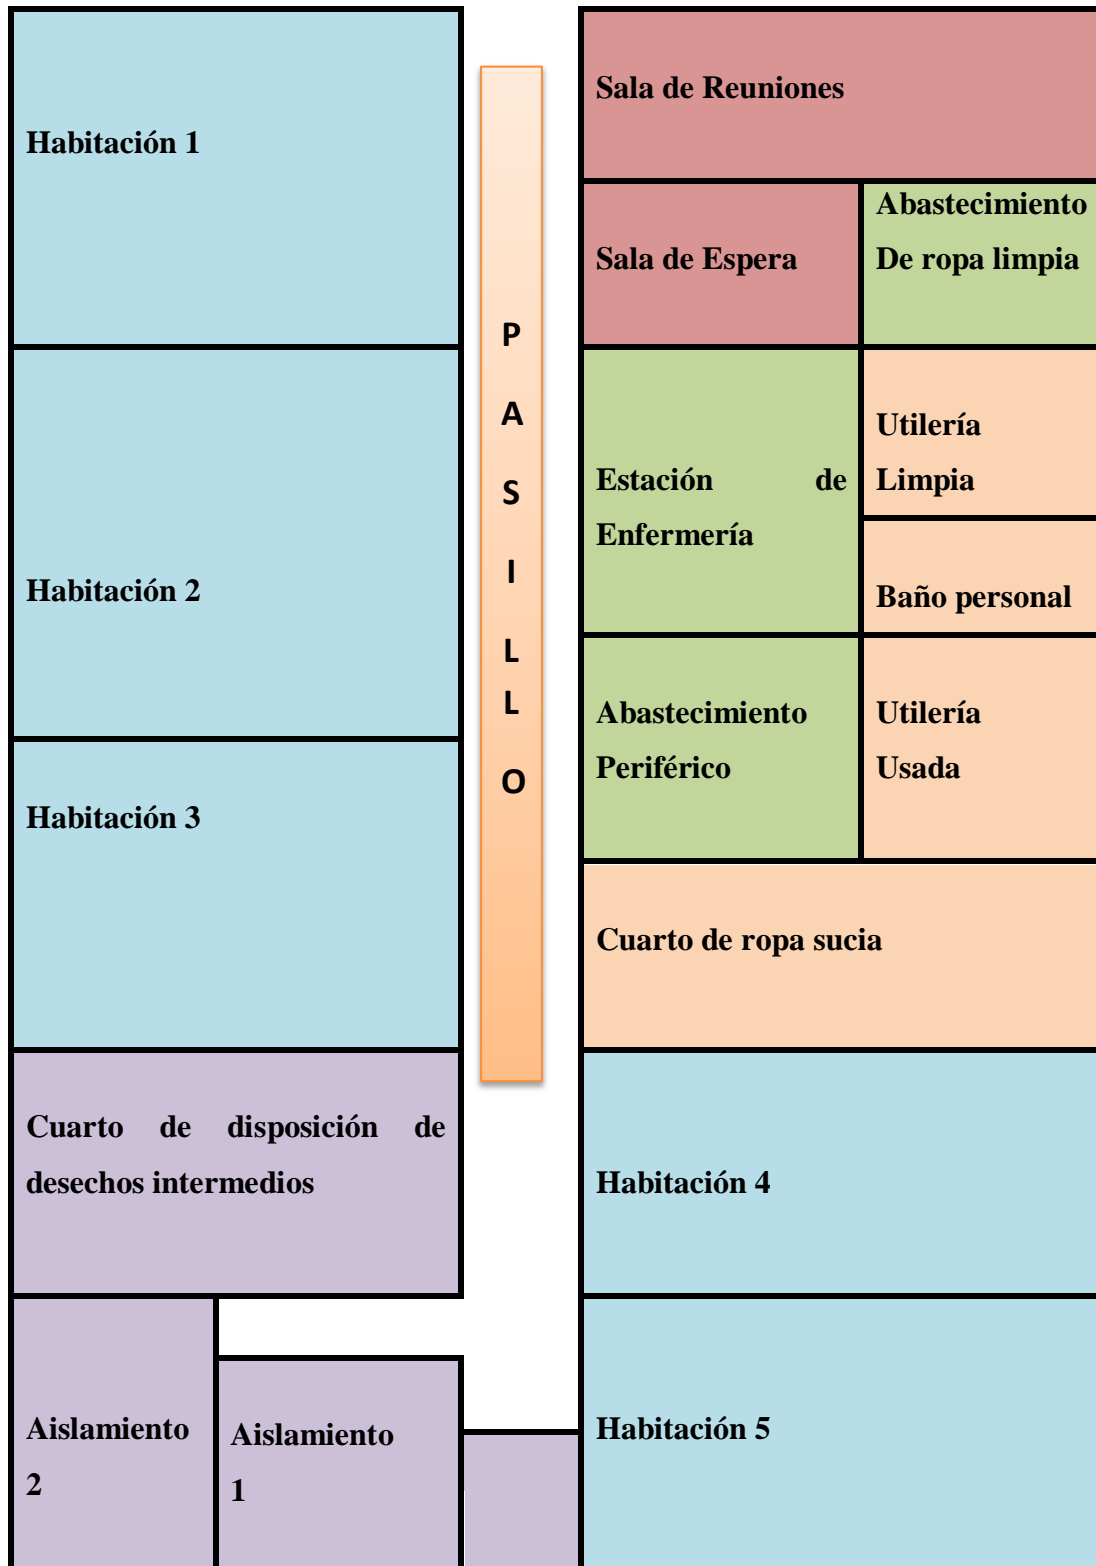 Habitación 1
Habitación 2
Habitación 3
Cuarto de disposición de
desechos intermedios
Aislamiento
2
Aislamiento
1
P
A
S
I
L
L
O
Sala de Reuniones
Sala de Espera
Abastecimiento
De ropa limpia
Estación de
Enfermería
Utilería
Limpia
Baño personal
Abastecimiento
Periférico
Utilería
Usada
Cuarto de ropa sucia
Habitación 4
Habitación 5